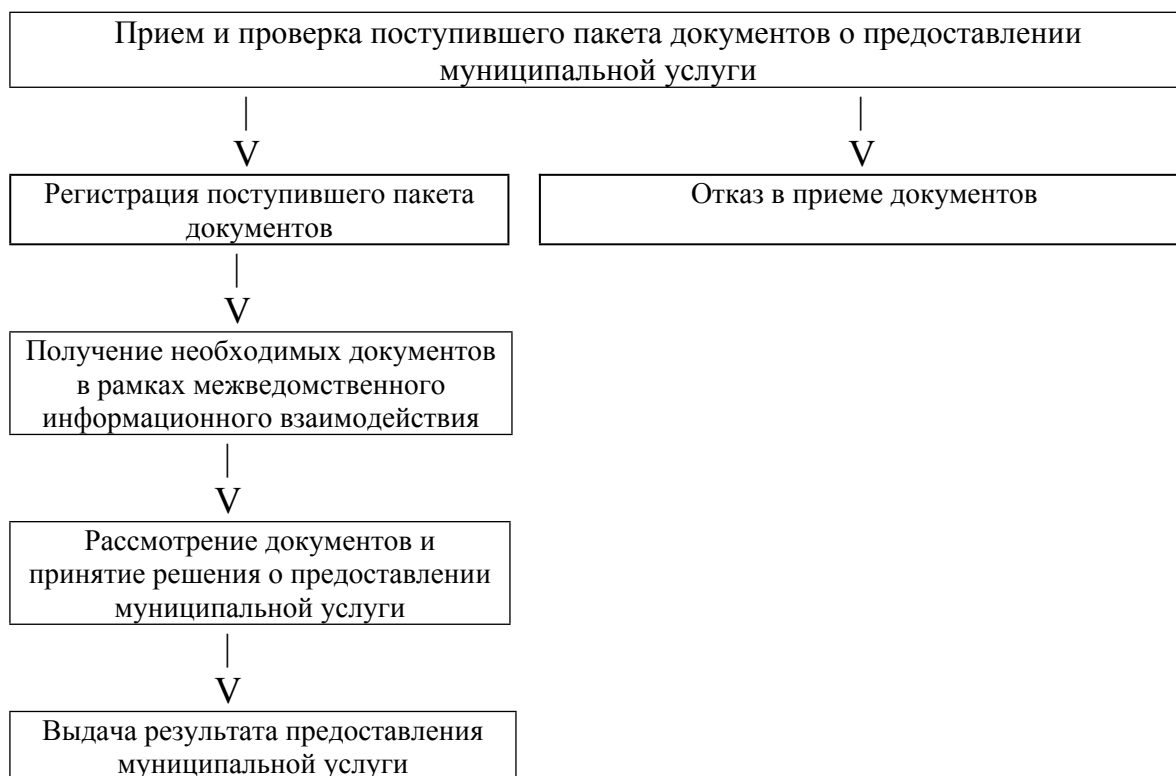 Прием и проверка поступившего пакета документов о предоставлении
муниципальной услуги
|
|
V
V
Регистрация поступившего пакета
документов
Отказ в приеме документов
|
V
Получение необходимых документов
в рамках межведомственного
информационного взаимодействия
|
V
Рассмотрение документов и
принятие решения о предоставлении
муниципальной услуги
|
V
Выдача результата предоставления
муниципальной услуги